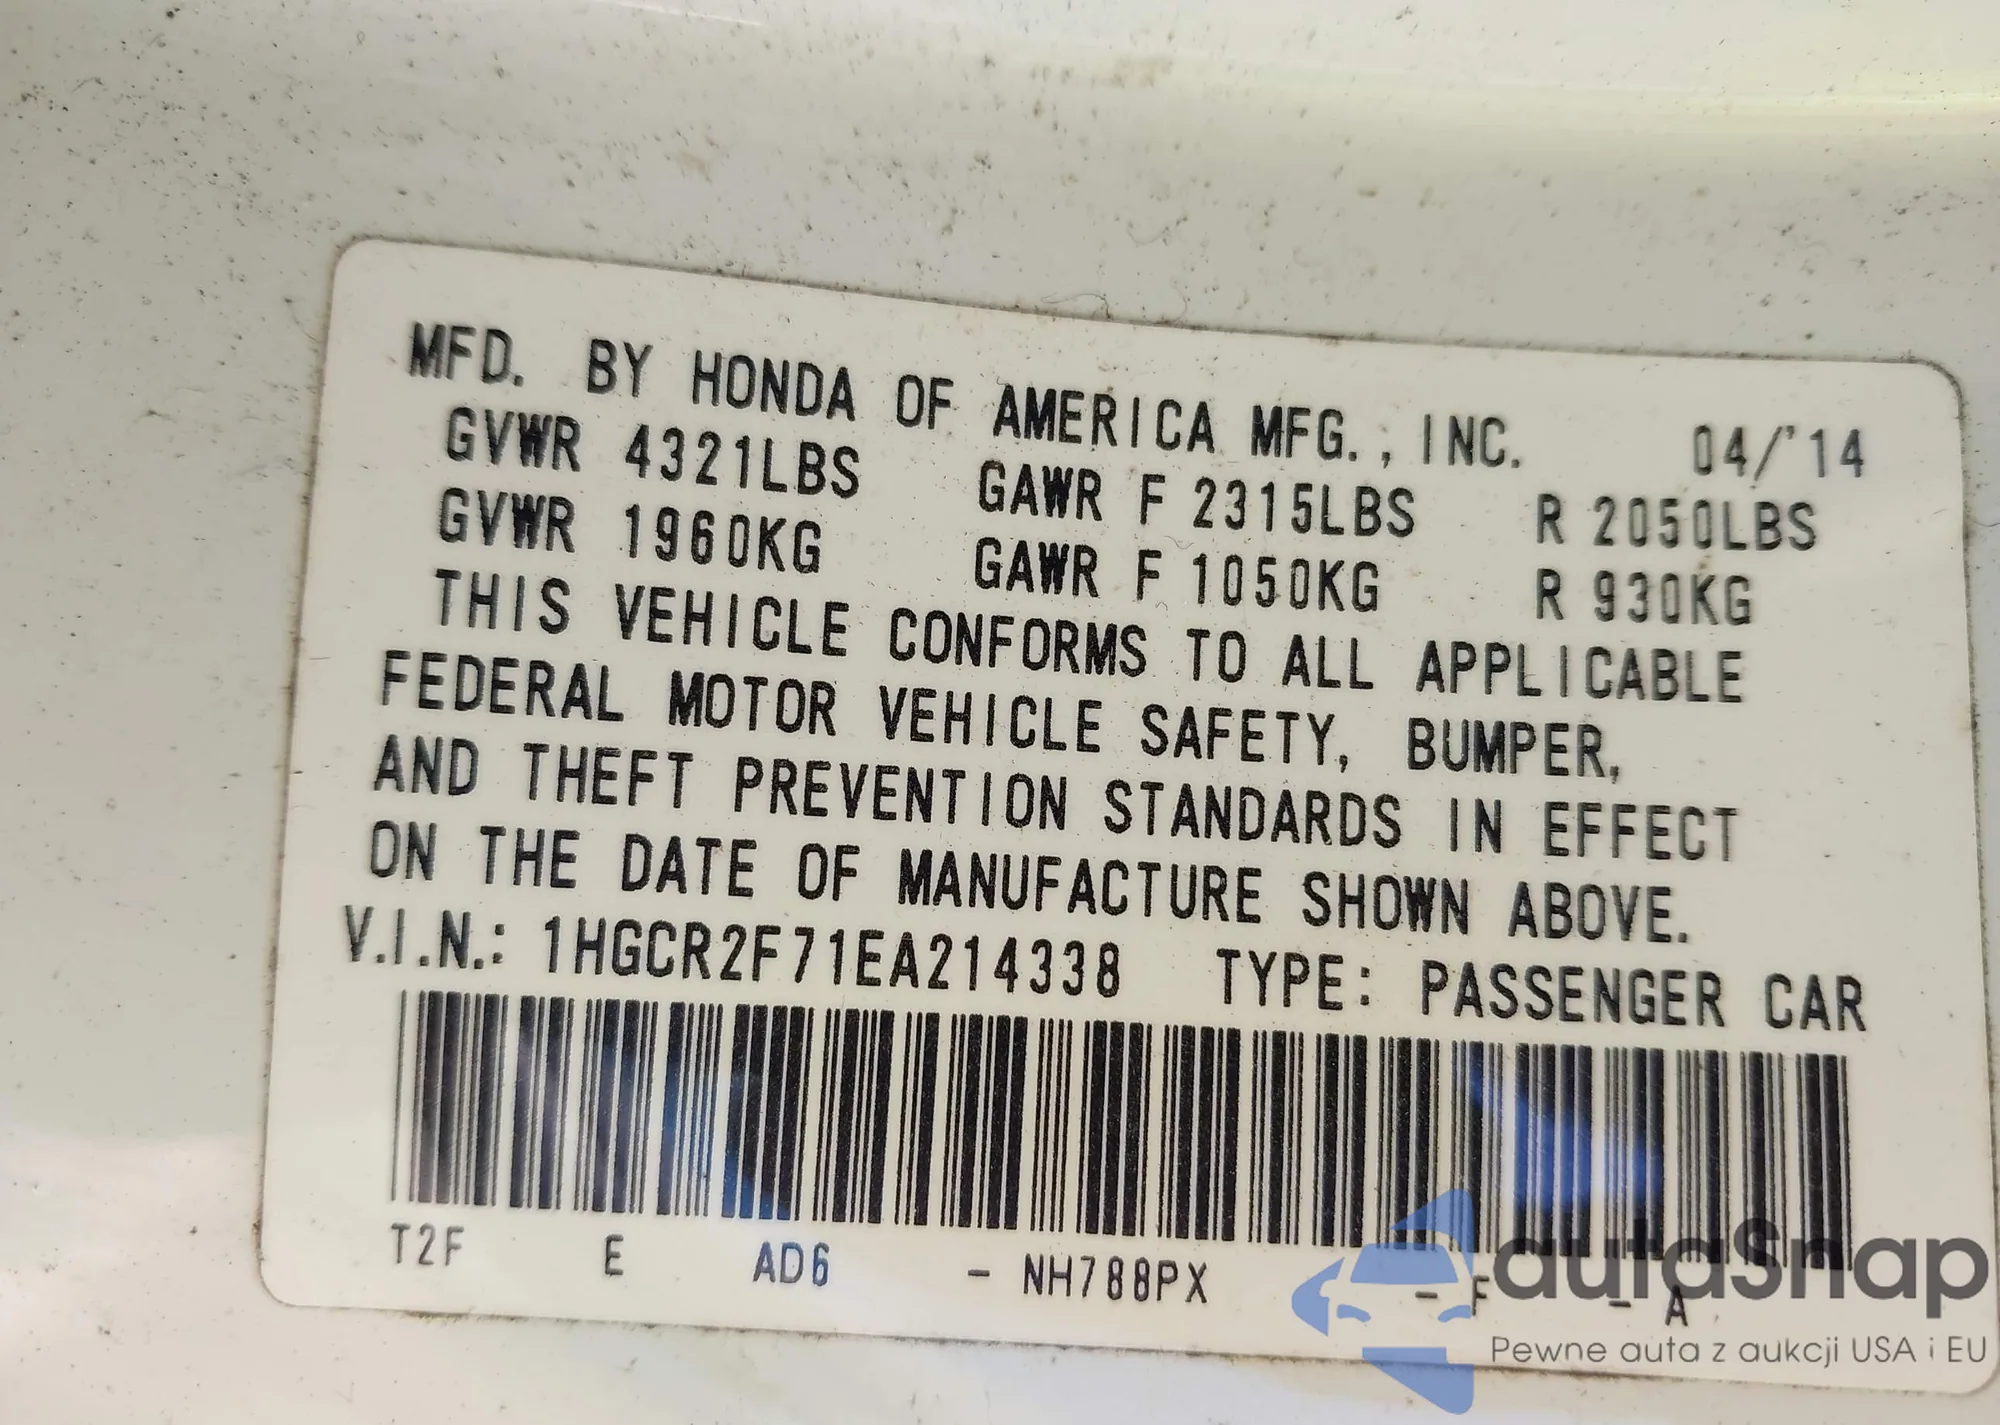 MFD. BY HONDA OF AMERICA MFG., INC. 04/'14
GVWR 4321LBS GAWR F 2315LBS R 2050LBS
GVWR 1960KG GAWR F 1050KG R 930KG
THIS VEHICLE CONFORMS TO ALL APPLICABLE
FEDERAL MOTOR VEHICLE SAFETY, BUMPER,
AND THEFT PREVENTION STANDARDS IN EFFECT
ON THE DATE OF MANUFACTURE SHOWN ABOVE.
V.I.N.: 1HGCR2F71EA214338 TYPE: PASSENGER CAR
T2F E AD6 - NH788PX - F - A
autaSnap
Pewne auta z aukcji USA i EU